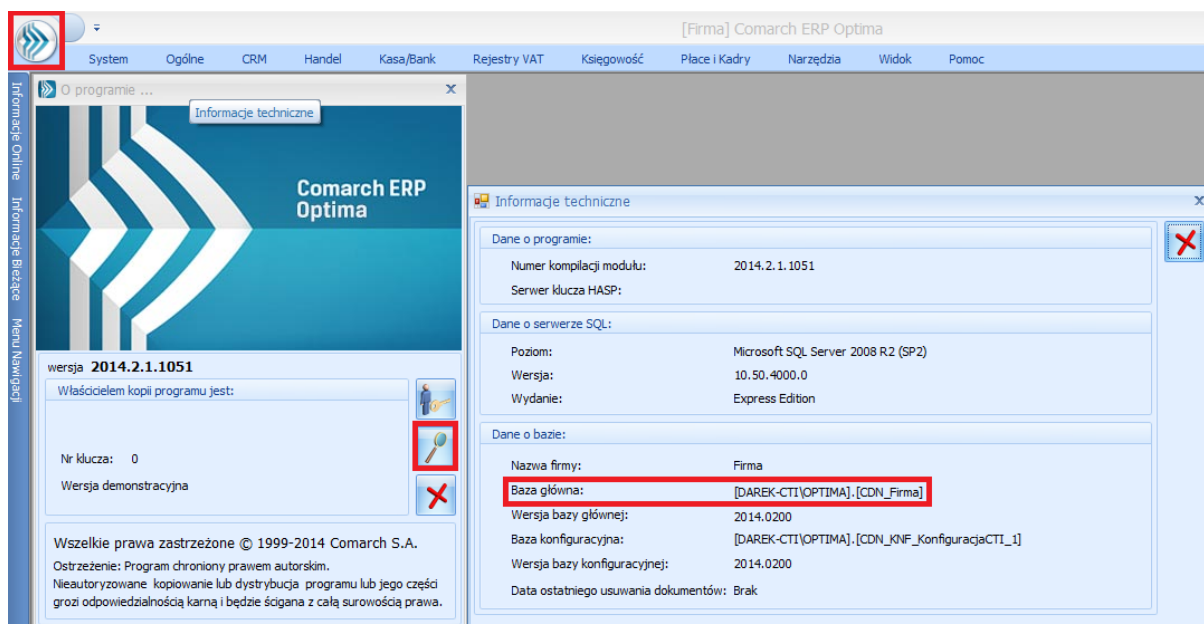 [Firma] Comarch ERP Optima
System Ogólne CRM Handel Kasa/Bank Rejestry VAT Księgowość Płace i Kadry Narzędzia Widok Pomoc
Informacje Online
Informacje Bieżące
Menu Nawigacji
O programie ...
Informacje techniczne
Comarch ERP
Optima
wersja 2014.2.1.1051
Właścicielem kopii programu jest:
Nr klucza: 0
Wersja demonstracyjna
Wszelkie prawa zastrzeżone © 1999-2014 Comarch S.A.
Ostrzeżenie: Program chroniony prawem autorskim.
Nieautoryzowane kopiowanie lub dystrybucja programu lub jego części
grozi odpowiedzialnością karną i będzie ścigana z całą surowością prawa.
Informacje techniczne
Dane o programie:
Numer kompilacji modułu: 2014.2.1.1051
Serwer klucza HASP:
Dane o serwerze SQL:
Poziom: Microsoft SQL Server 2008 R2 (SP2)
Wersja: 10.50.4000.0
Wydanie: Express Edition
Dane o bazie:
Nazwa firmy: Firma
Baza główna: [DAREK-CTI\OPTIMA].[CDN_Firma]
Wersja bazy głównej: 2014.0200
Baza konfiguracyjna: [DAREK-CTI\OPTIMA].[CDN_KNF_KonfiguracjaCTI_1]
Wersja bazy konfiguracyjnej: 2014.0200
Data ostatniego usuwania dokumentów: Brak